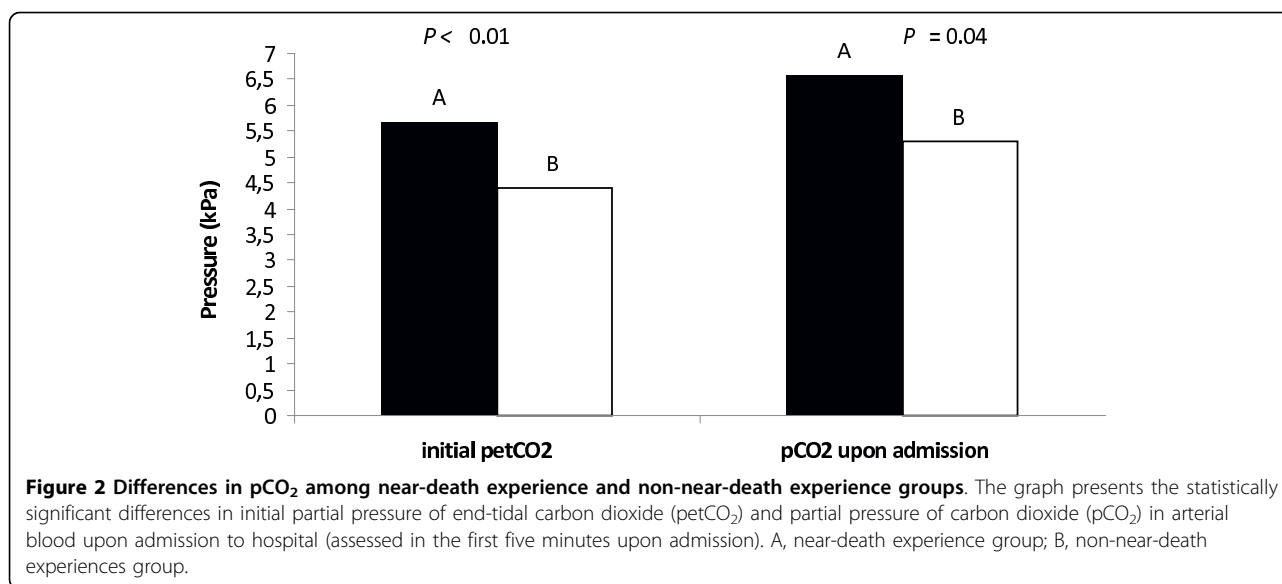 P < 0.01 P = 0.04
7
6,5
6
5,5
5
4,5
4
3,5
3
2,5
2
1,5
1
0,5
0
Pressure (kPa)
A
B
A
B
initial petCO2 pCO2 upon admission
Figure 2 Differences in pCO₂ among near-death experience and non-near-death experience groups. The graph presents the statistically
significant differences in initial partial pressure of end-tidal carbon dioxide (petCO₂) and partial pressure of carbon dioxide (pCO₂) in arterial
blood upon admission to hospital (assessed in the first five minutes upon admission). A, near-death experience group; B, non-near-death
experiences group.